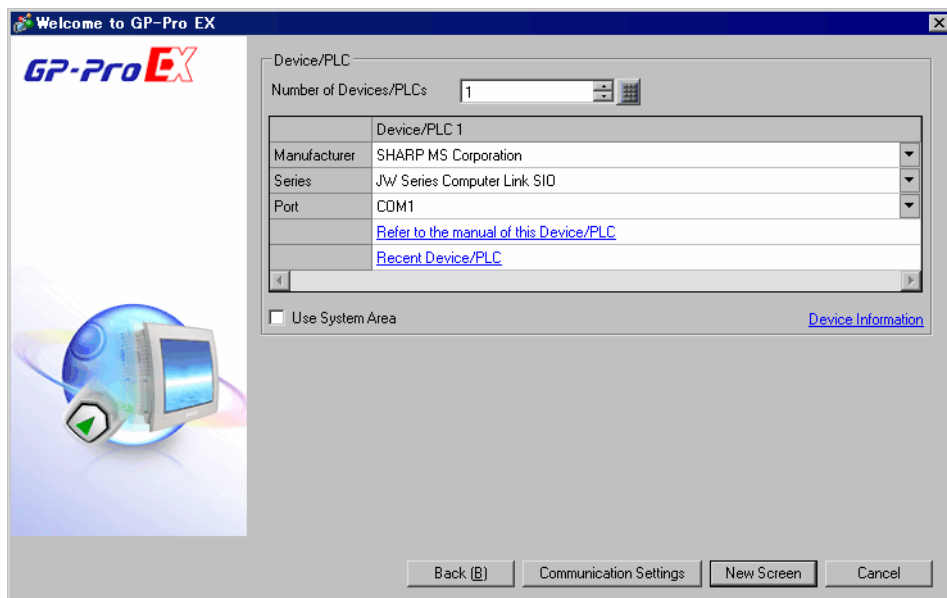 Welcome to GP-Pro EX
GP-Pro EX
Device/PLC
Number of Devices/PLCs 1
Device/PLC 1
Manufacturer SHARP MS Corporation
Series JW Series Computer Link SIO
Port COM1
Refer to the manual of this Device/PLC
Recent Device/PLC
Use System Area Device Information
Back (B) Communication Settings New Screen Cancel